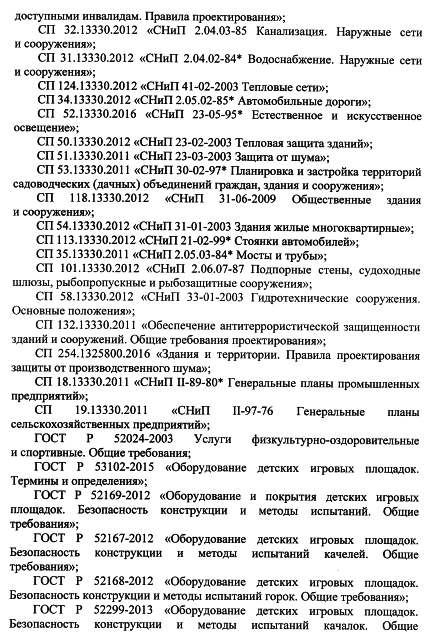 доступными инвалидам. Правила проектирования»;
СП 32.13330.2012 «СНиП 2.04.03-85 Канализация. Наружные сети
и сооружения»;
СП 31.13330.2012 «СНиП 2.04.02-84* Водоснабжение. Наружные сети
и сооружения»;
СП 124.13330.2012 «СНиП 41-02-2003 Тепловые сети»;
СП 34.13330.2012 «СНиП 2.05.02-85* Автомобильные дороги»;
СП 52.13330.2016 «СНиП 23-05-95* Естественное и искусственное
освещение»;
СП 50.13330.2012 «СНиП 23-02-2003 Тепловая защита зданий»;
СП 51.13330.2011 «СНиП 23-03-2003 Защита от шума»;
СП 53.13330.2011 «СНиП 30-02-97* Планировка и застройка территорий
садоводческих (дачных) объединений граждан, здания и сооружения»;
СП 118.13330.2012 «СНиП 31-06-2009 Общественные здания
и сооружения»;
СП 54.13330.2012 «СНиП 31-01-2003 Здания жилые многоквартирные»;
СП 113.13330.2012 «СНиП 21-02-99* Стоянки автомобилей»;
СП 35.13330.2011 «СНиП 2.05.03-84* Мосты и трубы»;
СП 101.13330.2012 «СНиП 2.06.07-87 Подпорные стены, судоходные
шлюзы, рыбопропускные и рыбозащитные сооружения»;
СП 58.13330.2012 «СНиП 33-01-2003 Гидротехнические сооружения.
Основные положения»;
СП 132.13330.2011 «Обеспечение антитеррористической защищенности
зданий и сооружений. Общие требования проектирования»;
СП 254.1325800.2016 «Здания и территории. Правила проектирования
защиты от производственного шума»;
СП 18.13330.2011 «СНиП II-89-80* Генеральные планы промышленных
предприятий»;
СП 19.13330.2011 «СНиП II-97-76 Генеральные планы
сельскохозяйственных предприятий»;
ГОСТ Р 52024-2003 Услуги физкультурно-оздоровительные
и спортивные. Общие требования;
ГОСТ Р 53102-2015 «Оборудование детских игровых площадок.
Термины и определения»;
ГОСТ Р 52169-2012 «Оборудование и покрытия детских игровых
площадок. Безопасность конструкции и методы испытаний. Общие
требования»;
ГОСТ Р 52167-2012 «Оборудование детских игровых площадок.
Безопасность конструкции и методы испытаний качелей. Общие
требования»;
ГОСТ Р 52168-2012 «Оборудование детских игровых площадок.
Безопасность конструкции и методы испытаний горок. Общие требования»;
ГОСТ Р 52299-2013 «Оборудование детских игровых площадок.
Безопасность конструкции и методы испытаний качалок. Общие